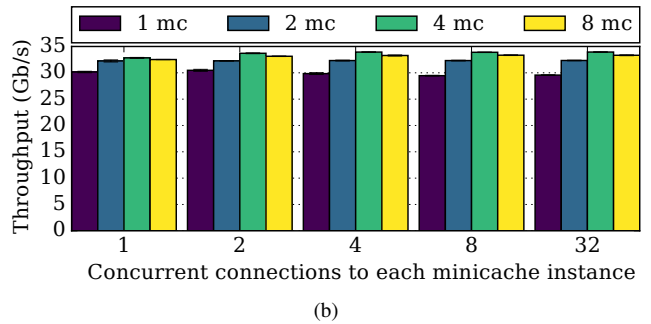 1 mc 2 mc 4 mc 8 mc
Throughput (Gb/s)
35
30
25
20
15
10
5
0
1 2 4 8 32
Concurrent connections to each minicache instance
(b)